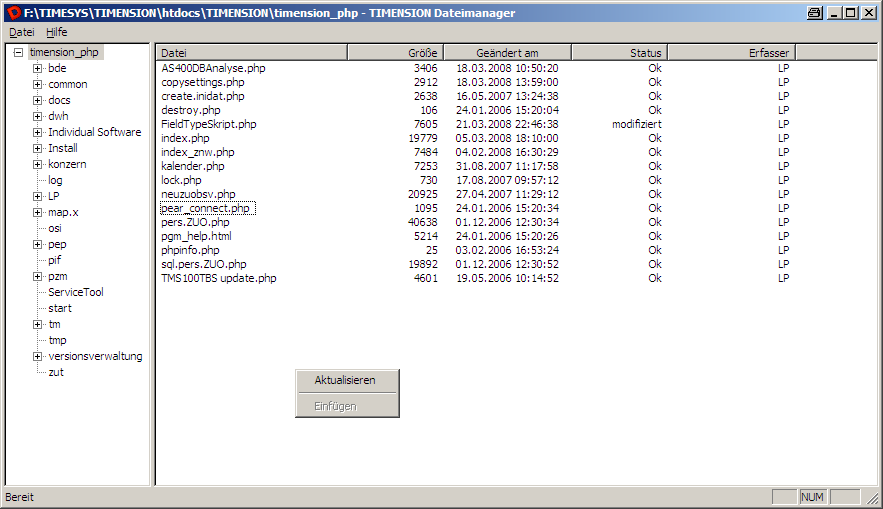 F:\TIMESYS\TIMENSION\htdocs\TIMENSION\timension_php - TIMENSION Dateimanager
Datei Hilfe
timension_php
bde
common
docs
dwh
Individual Software
Install
konzern
log
LP
map.x
osi
pep
pif
pzm
ServiceTool
start
tm
tmp
versionsverwaltung
zut
Datei Größe Geändert am Status Erfasser
AS400DBAnalyse.php 3406 18.03.2008 10:50:20 Ok LP
copysettings.php 2912 18.03.2008 13:59:00 Ok LP
create.inidat.php 2638 16.05.2007 13:24:38 Ok LP
destroy.php 106 24.01.2006 15:20:04 Ok LP
FieldTypeSkript.php 7605 21.03.2008 22:46:38 modifiziert LP
index.php 19779 05.03.2008 18:10:00 Ok LP
index_znw.php 7484 04.02.2008 16:30:29 Ok LP
kalender.php 7253 31.08.2007 11:17:58 Ok LP
lock.php 730 17.08.2007 09:57:12 Ok LP
neuzuobsv.php 20925 27.04.2007 11:29:12 Ok LP
pear_connect.php 1095 24.01.2006 15:20:34 Ok LP
pers.ZUO.php 40638 01.12.2006 12:30:34 Ok LP
pgm_help.html 5214 24.01.2006 15:20:26 Ok LP
phpinfo.php 25 03.02.2006 16:53:24 Ok LP
sql.pers.ZUO.php 19892 01.12.2006 12:30:52 Ok LP
TMS100TBS update.php 4601 19.05.2006 10:14:52 Ok LP
Aktualisieren
Einfügen
Bereit NUM